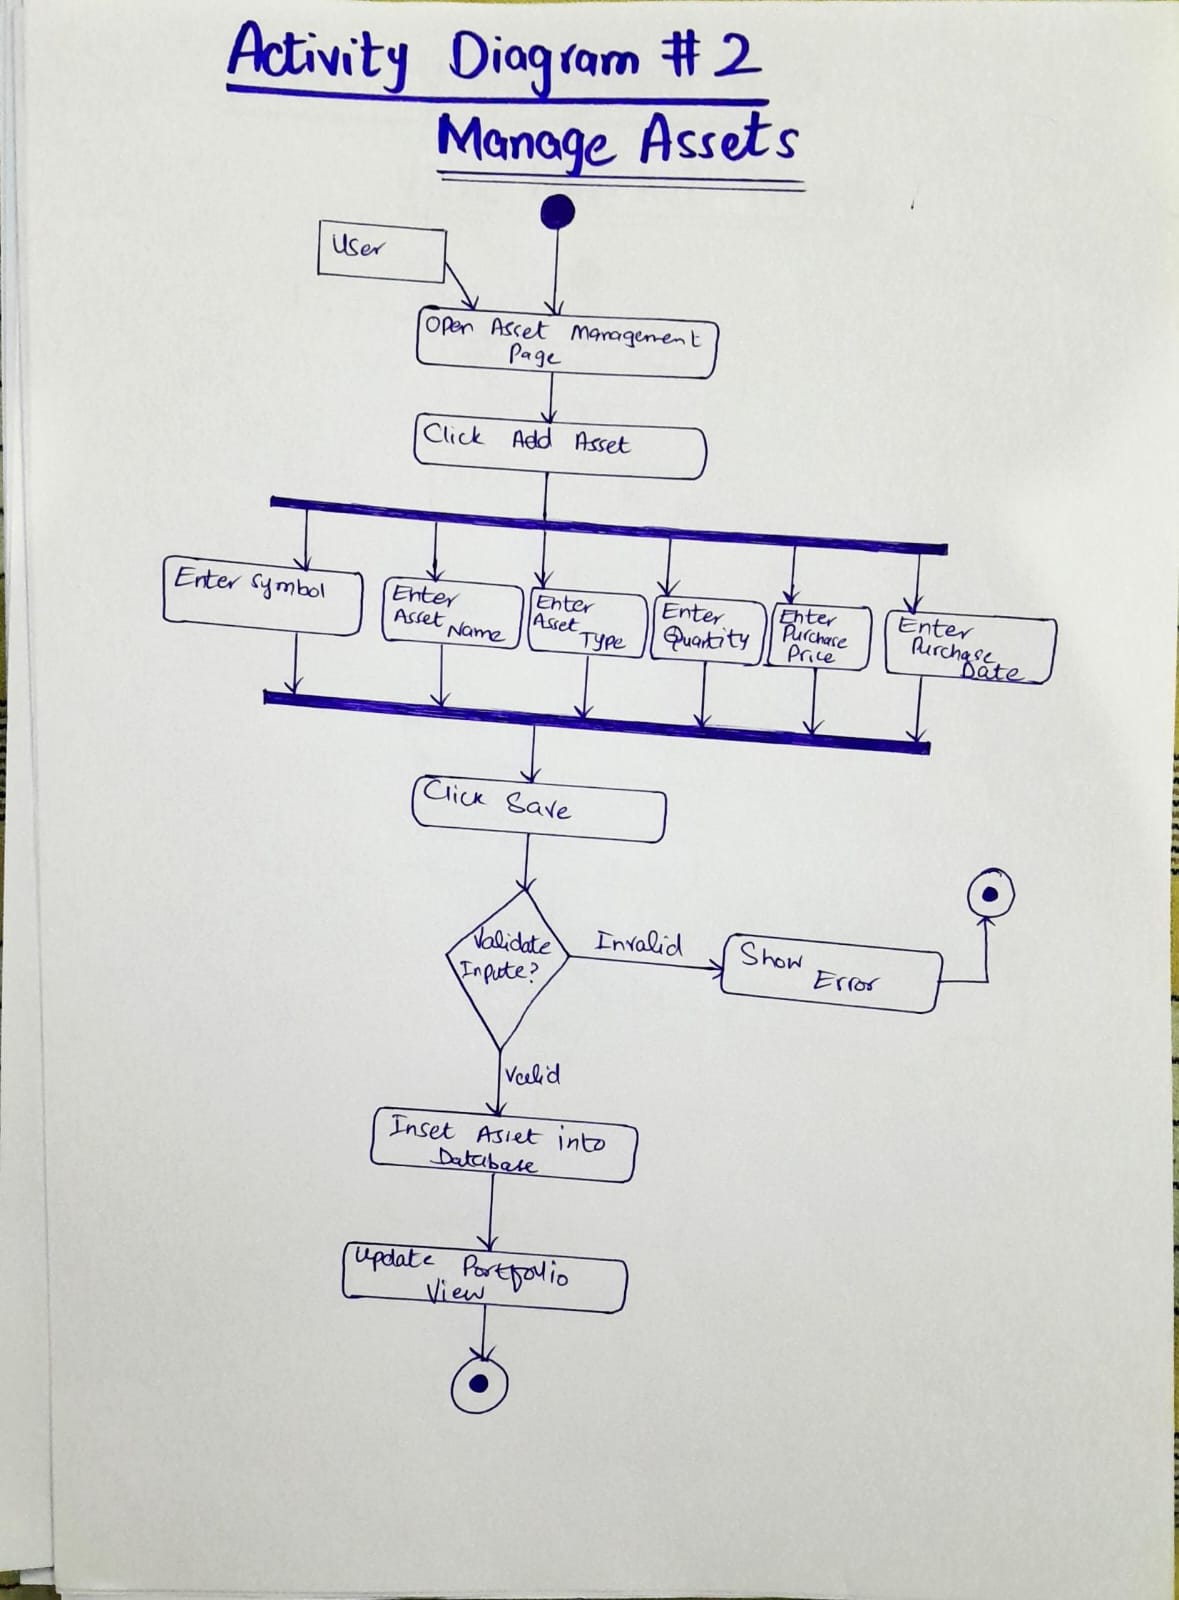 Activity Diagram #2
Manage Assets
User
Open Asset Management
Page
Click Add Asset
Enter Symbol
Enter
Asset Name
Enter
Asset Type
Enter
Quantity
Enter
Purchase
Price
Enter
Purchase
Date
Click Save
Validate
Inpute?
Invalid
Show
Error
Valid
Inset Asset into
Database
Update Portfolio
View